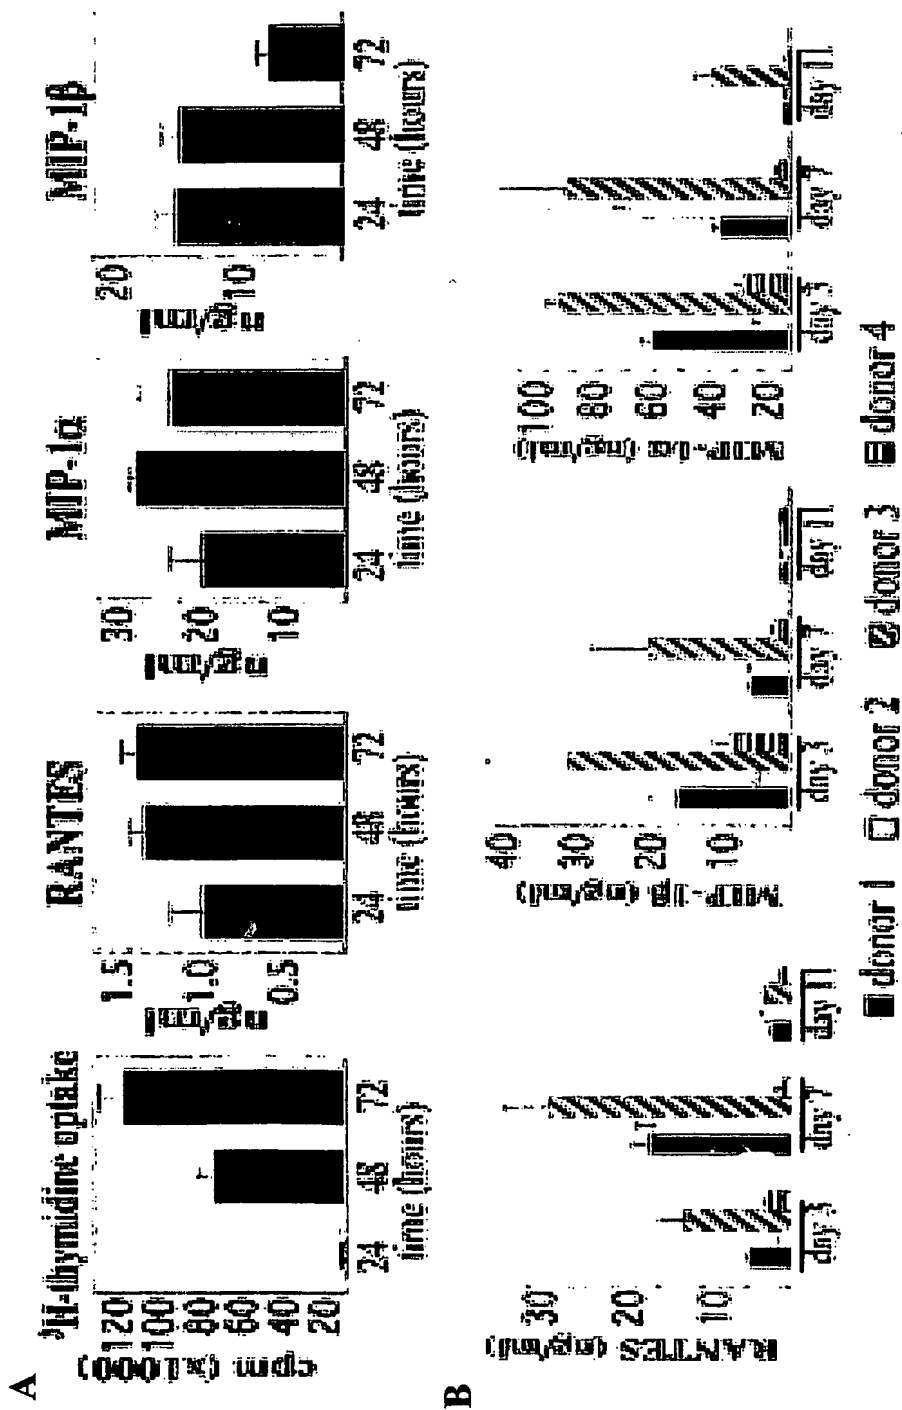 A
³H-thymidine uptake
cpm (x1000)
120
100
80
60
40
20
24
48
72
time (hours)
RANTES
ng/ml
1.5
1.0
0.5
24
48
72
time (hours)
MIP-1α
ng/ml
30
20
10
24
48
72
time (hours)
MIP-1β
ng/ml
20
10
24
48
72
time (hours)
B
RANTES (ng/ml)
30
20
10
day 3
day 7
day 11
MIP-1β (ng/ml)
40
30
20
10
day 3
day 7
day 11
MIP-1α (ng/ml)
100
80
60
40
20
day 3
day 7
day 11
donor 1
donor 2
donor 3
donor 4